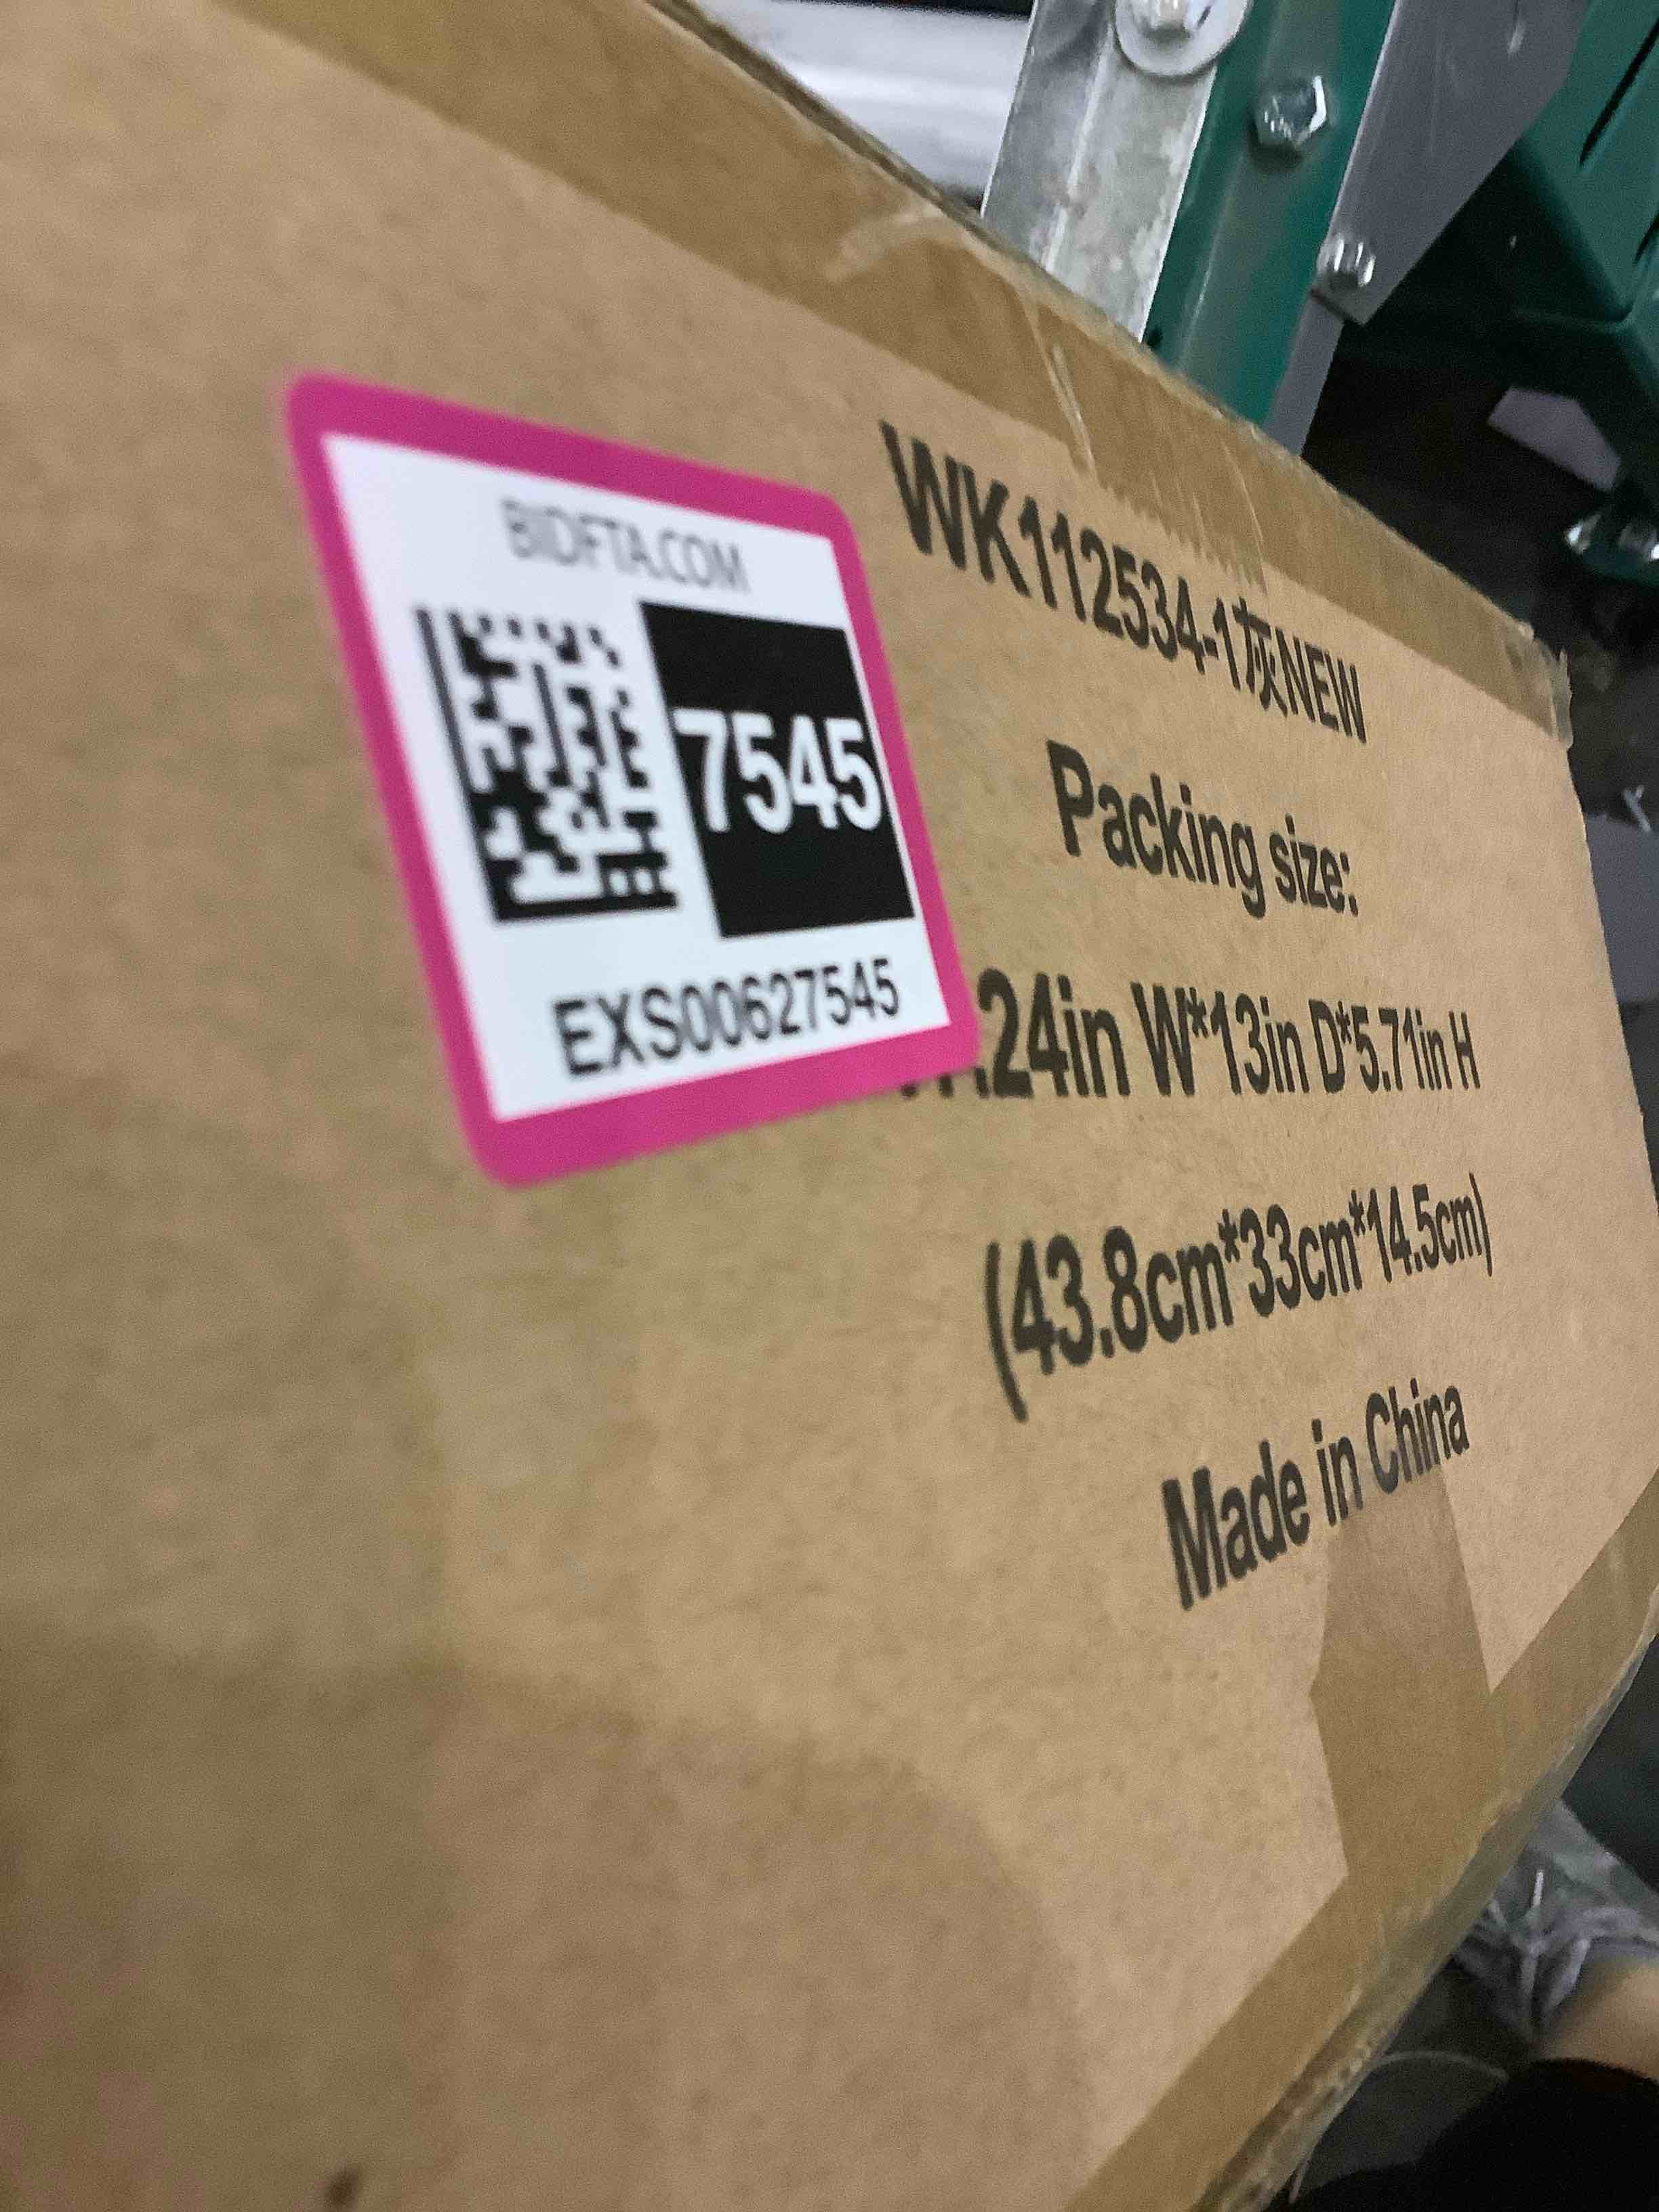 BIDFTA.COM
7545
EXS00627545
WK112534-1灰NEW
Packing size:
.24in W*13in D*5.71in H
(43.8cm*33cm*14.5cm)
Made in China